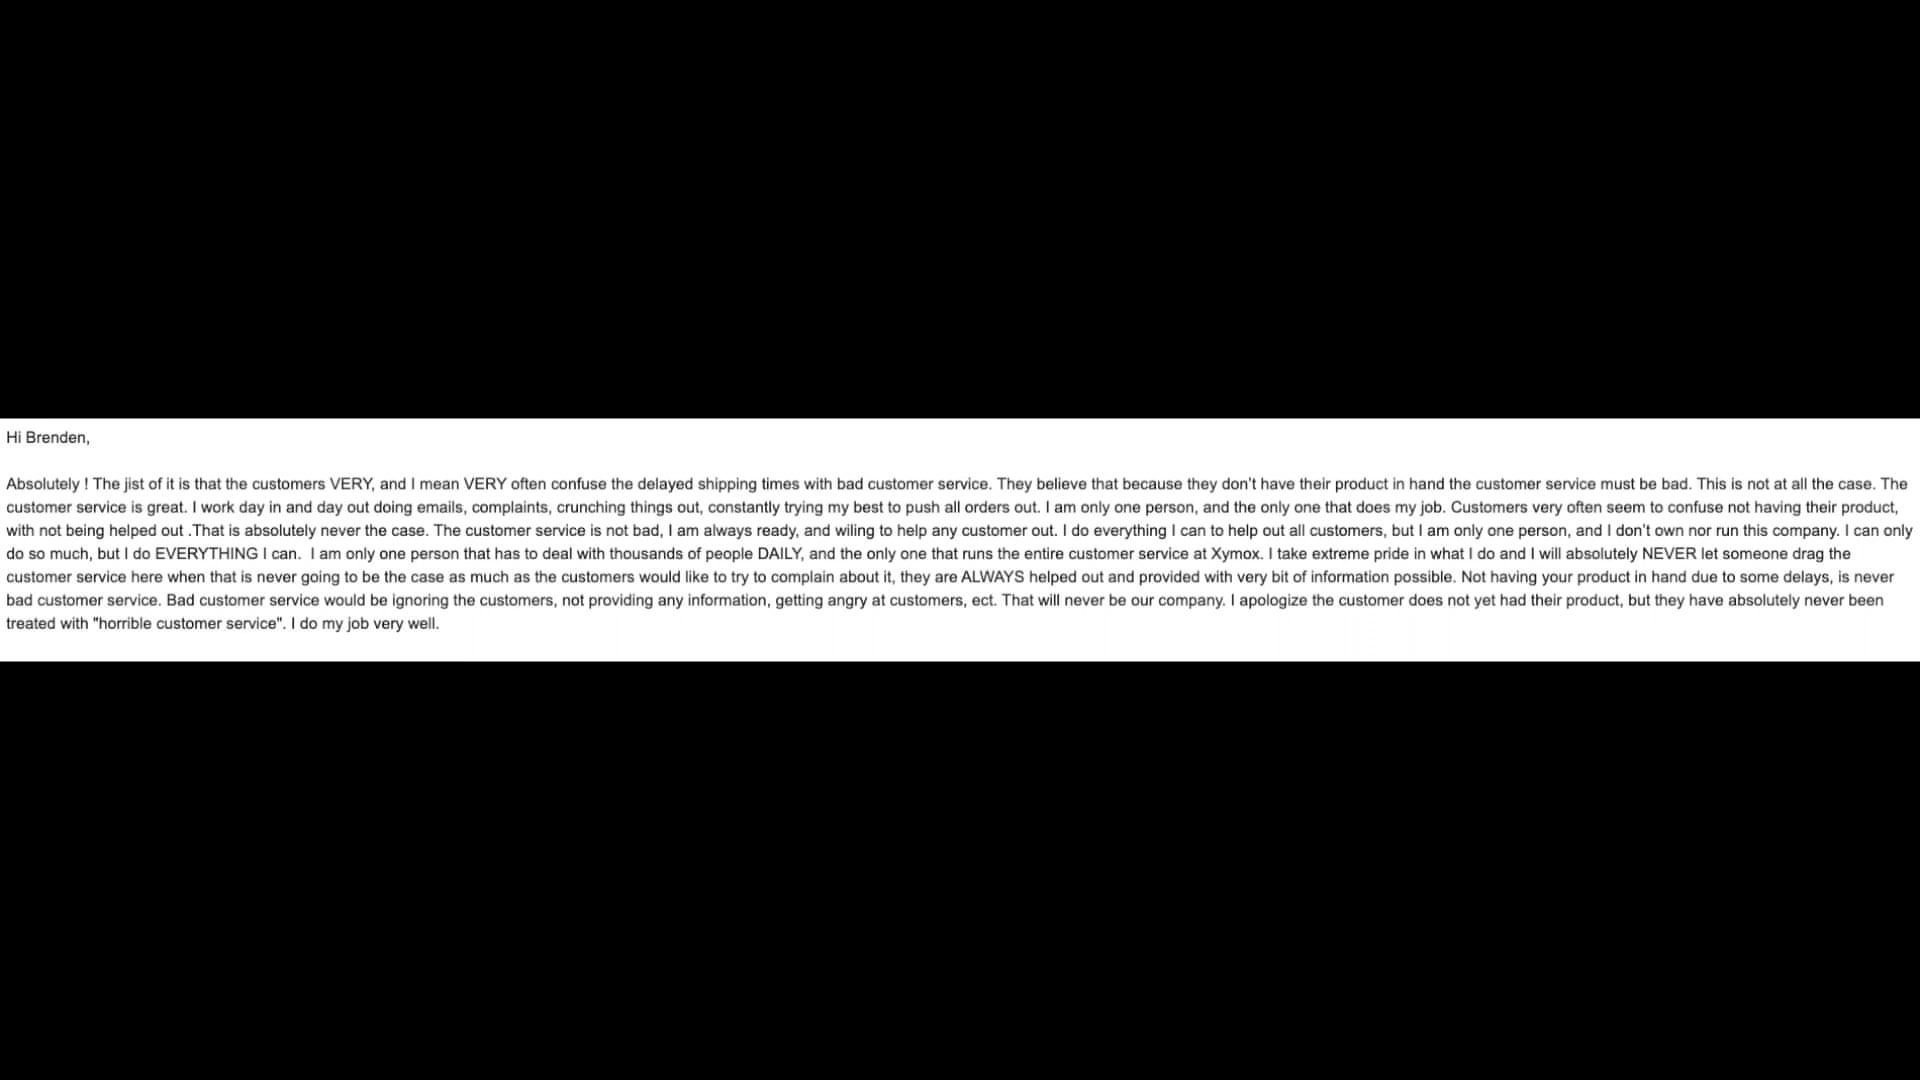 Hi Brenden,
Absolutely ! The jist of it is that the customers VERY, and I mean VERY often confuse the delayed shipping times with bad customer service. They believe that because they don't have their product in hand the customer service must be bad. This is not at all the case. The
customer service is great. I work day in and day out doing emails, complaints, crunching things out, constantly trying my best to push all orders out. I am only one person, and the only one that does my job. Customers very often seem to confuse not having their product,
with not being helped out .That is absolutely never the case. The customer service is not bad, I am always ready, and wiling to help any customer out. I do everything I can to help out all customers, but I am only one person, and I don't own nor run this company. I can only
do so much, but I do EVERYTHING I can.  I am only one person that has to deal with thousands of people DAILY, and the only one that runs the entire customer service at Xymox. I take extreme pride in what I do and I will absolutely NEVER let someone drag the
customer service here when that is never going to be the case as much as the customers would like to try to complain about it, they are ALWAYS helped out and provided with very bit of information possible. Not having your product in hand due to some delays, is never
bad customer service. Bad customer service would be ignoring the customers, not providing any information, getting angry at customers, ect. That will never be our company. I apologize the customer does not yet had their product, but they have absolutely never been
treated with "horrible customer service". I do my job very well.